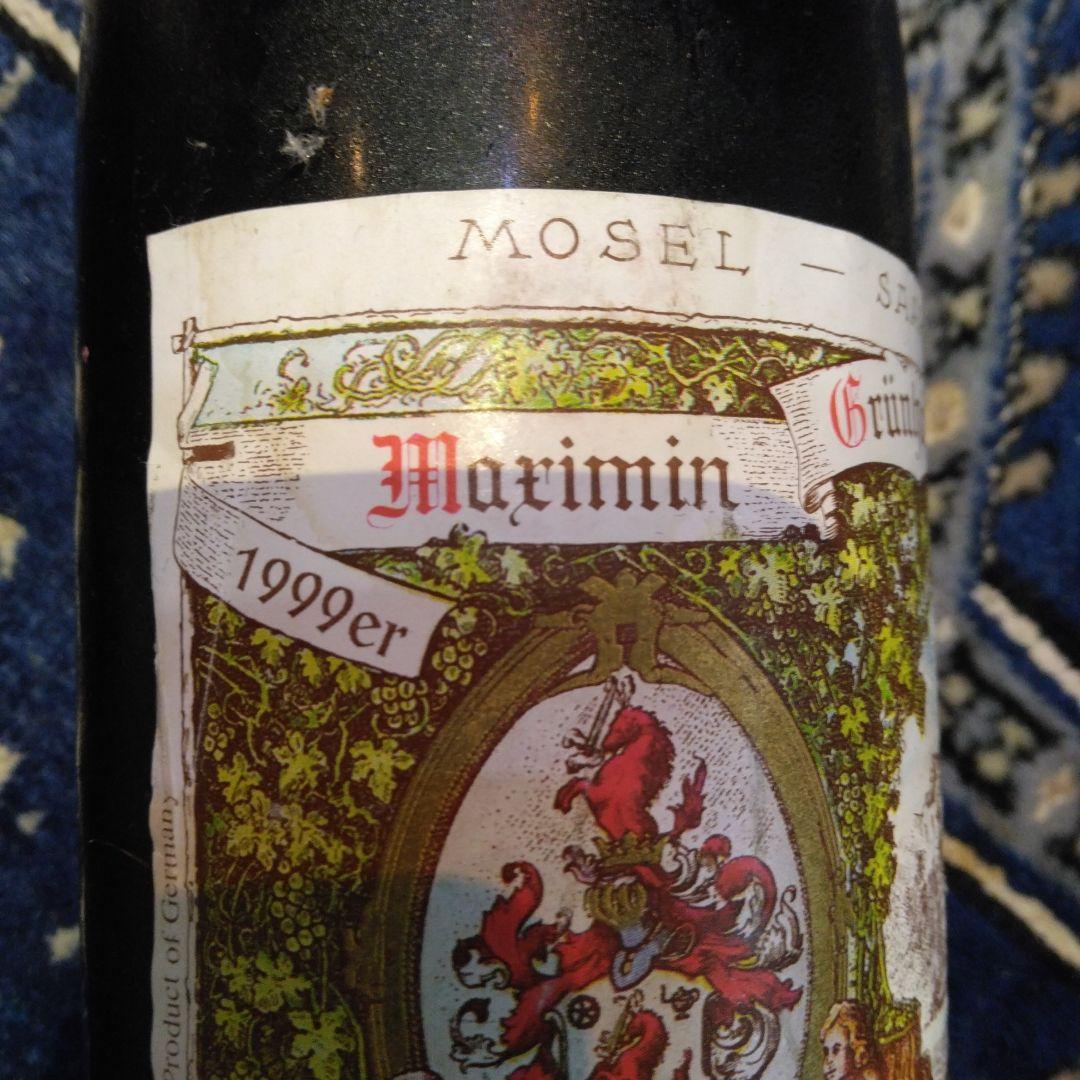 MOSEL –
Maximin
1999er
Product of Germany